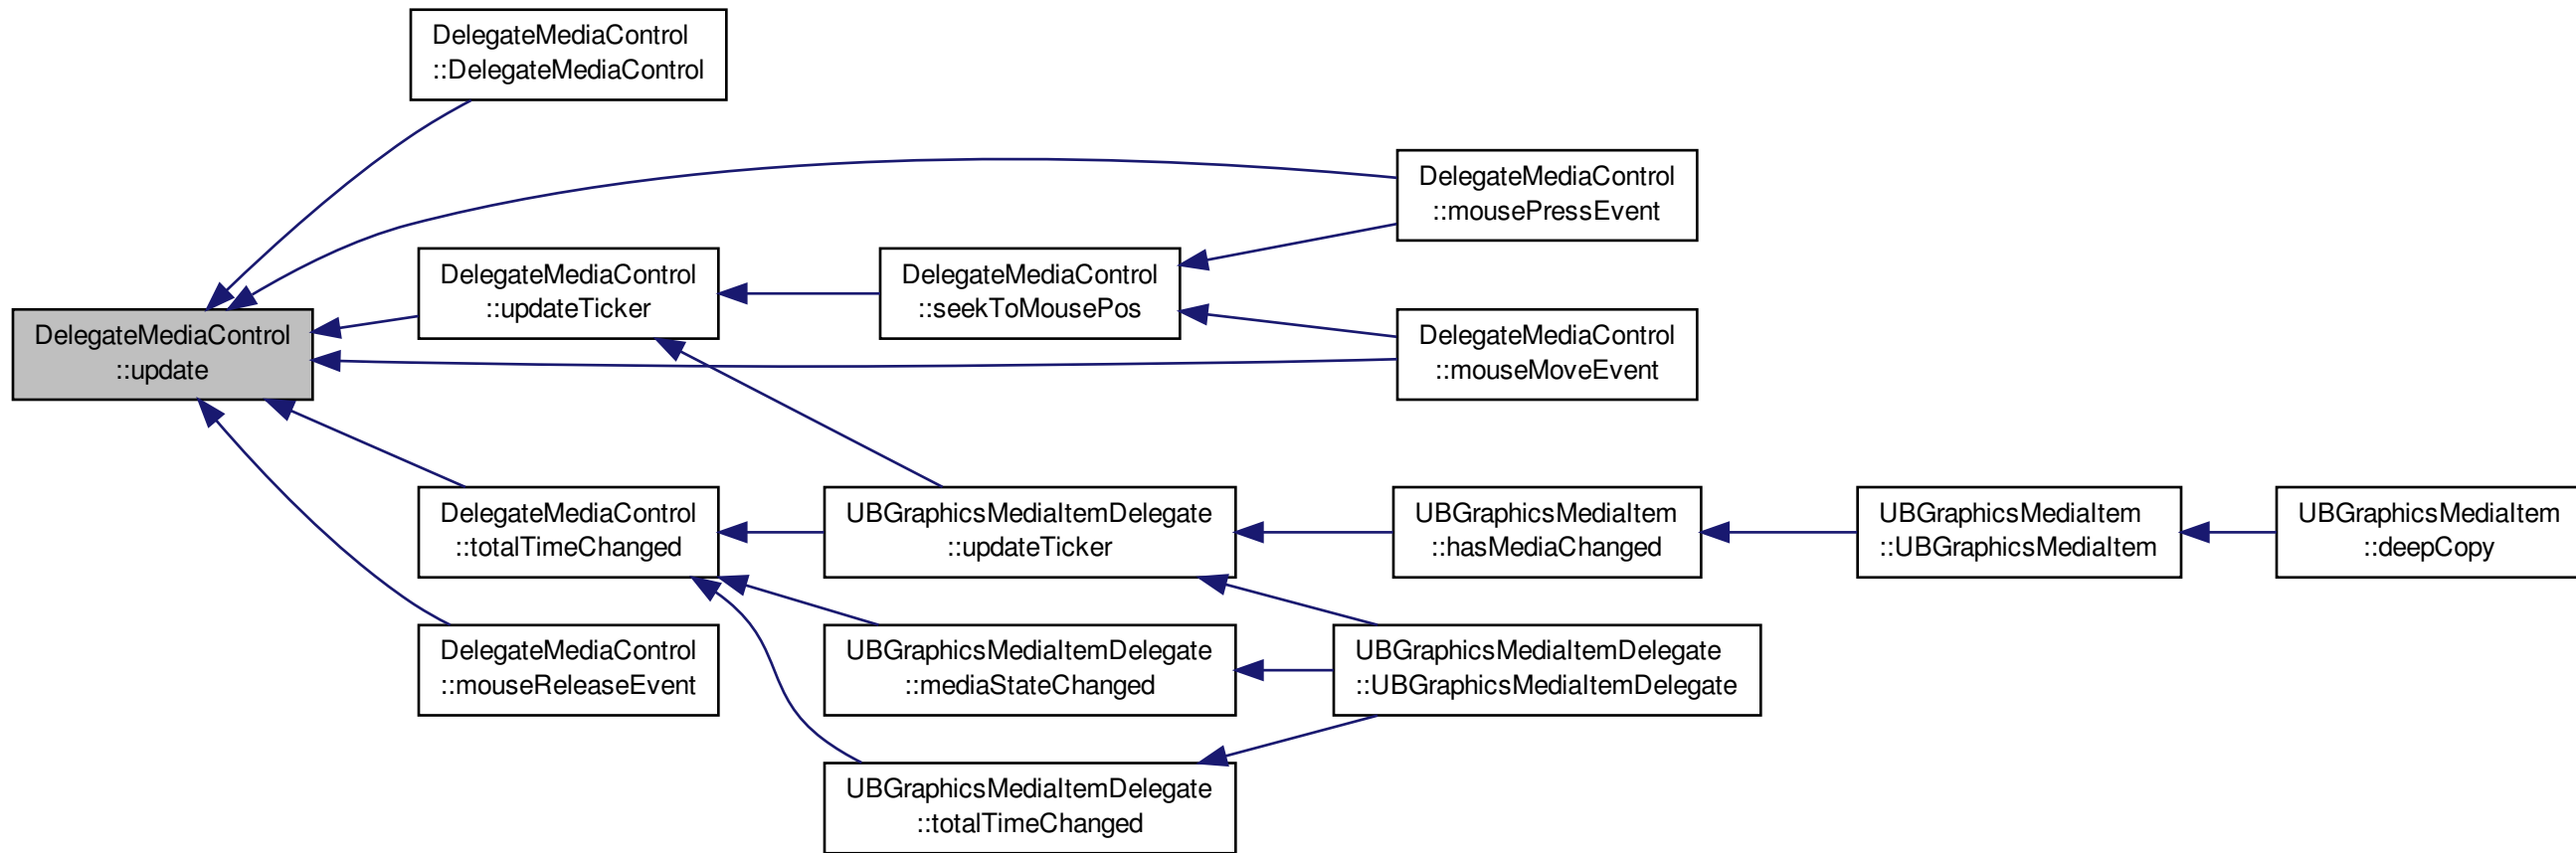 DelegateMediaControl
::DelegateMediaControl
DelegateMediaControl
::mousePressEvent
DelegateMediaControl
::updateTicker
DelegateMediaControl
::seekToMousePos
DelegateMediaControl
::update
DelegateMediaControl
::mouseMoveEvent
DelegateMediaControl
::totalTimeChanged
UBGraphicsMediaItemDelegate
::updateTicker
UBGraphicsMediaItem
::hasMediaChanged
UBGraphicsMediaItem
::UBGraphicsMediaItem
UBGraphicsMediaItem
::deepCopy
DelegateMediaControl
::mouseReleaseEvent
UBGraphicsMediaItemDelegate
::mediaStateChanged
UBGraphicsMediaItemDelegate
::UBGraphicsMediaItemDelegate
UBGraphicsMediaItemDelegate
::totalTimeChanged